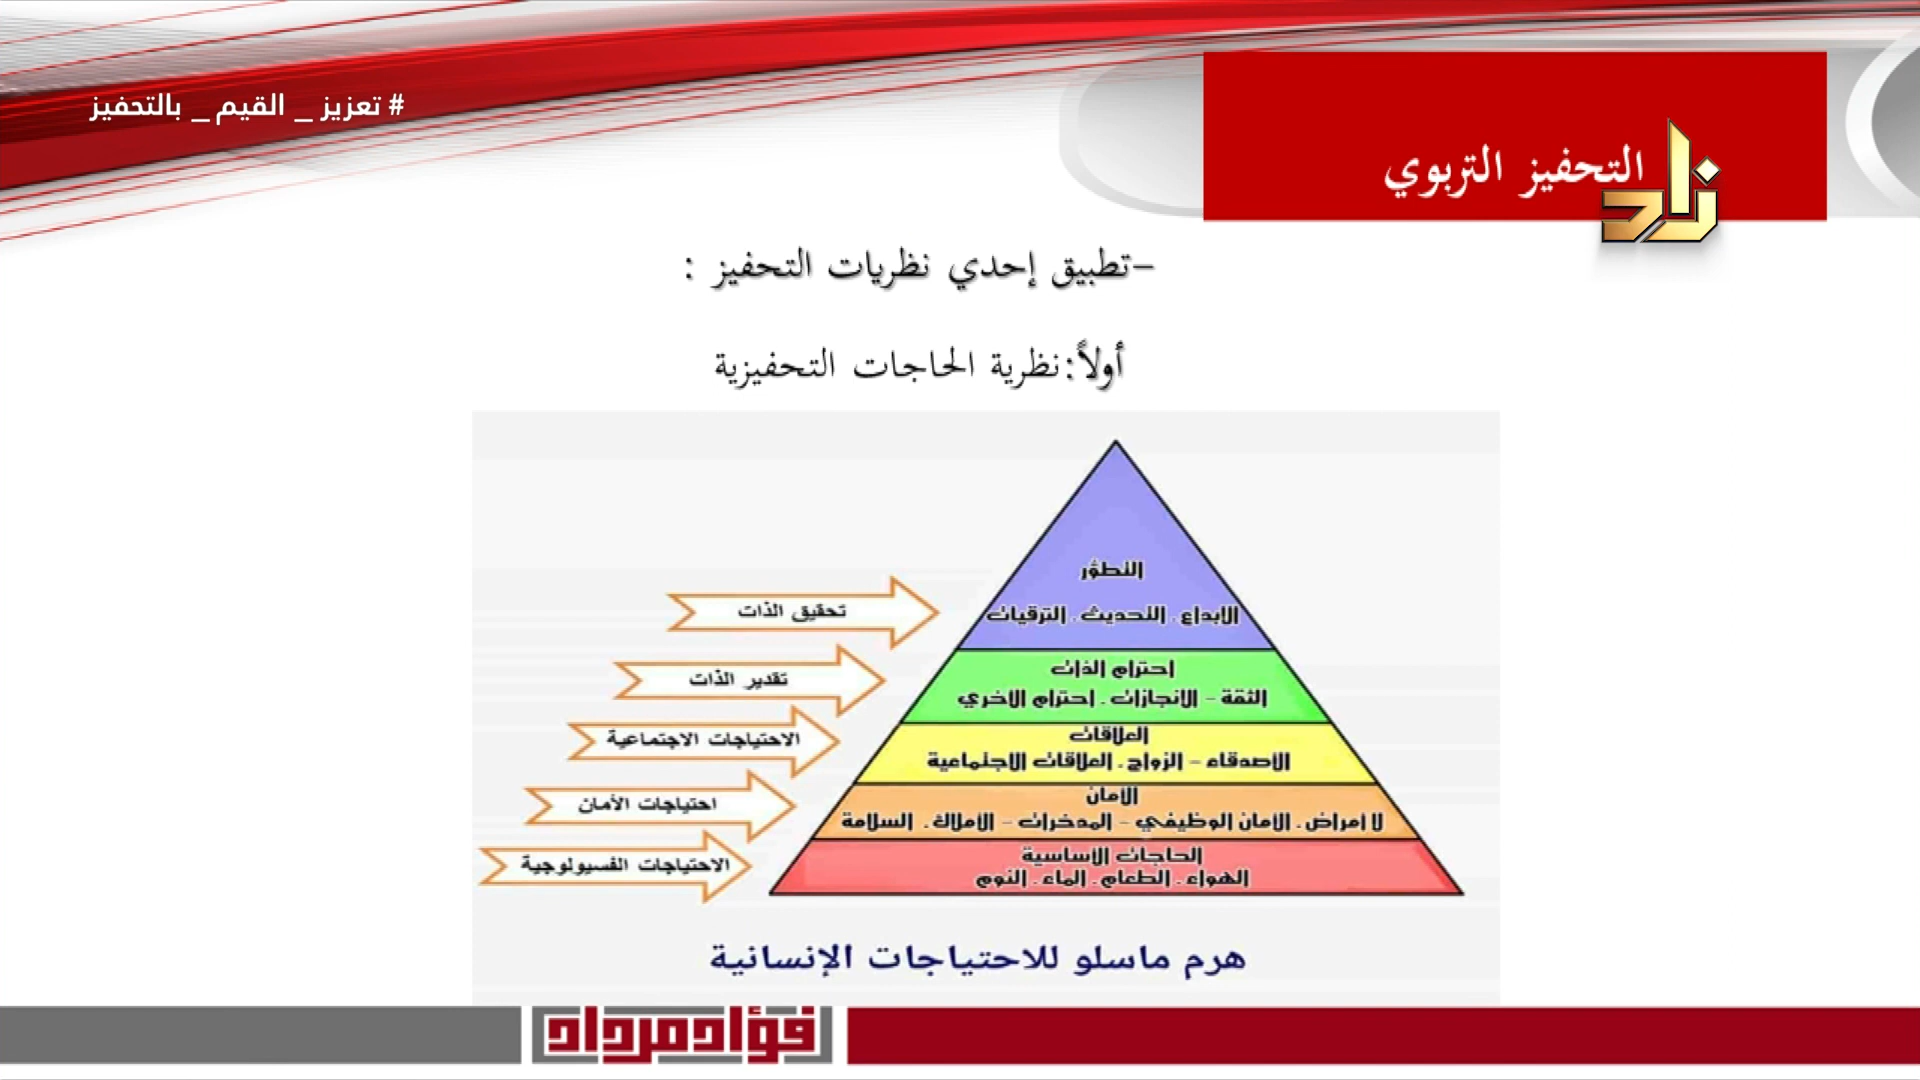 # تعزيز _ القيم _ بالتحفيز
التحفيز التربوي
زاد
–تطبيق إحدي نظريات التحفيز :
أولاً:نظرية الحاجات التحفيزية
التطوُّر
الابداع . التحديث . الترقيات
تحقيق الذات
احترام الذات
الثقة – الانجازات . احترام الاخري
تقدير الذات
العلاقات
الأصدقاء – الزواج . العلاقات الاجتماعية
الاحتياجات الاجتماعية
الأمان
لا أمراض . الأمان الوظيفي – المدخرات – الأملاك . السلامة
احتياجات الأمان
الحاجات الأساسية
الهواء . الطعام . الماء . النوم
الاحتياجات الفسيولوجية
هرم ماسلو للاحتياجات الإنسانية
فؤاد مرداد